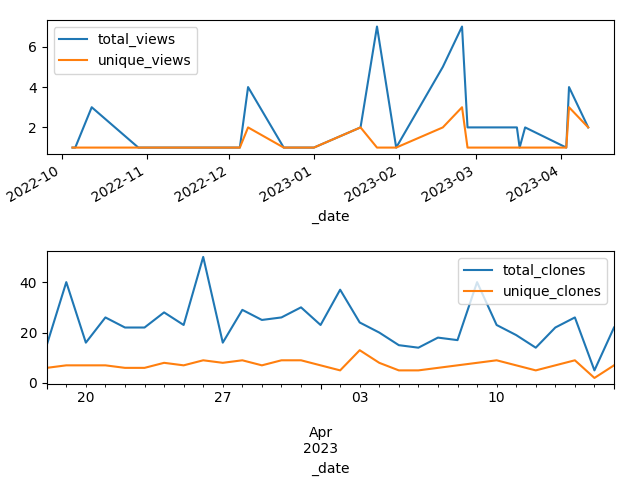 total_views
unique_views
6
4
2
2022-10
2022-11
2022-12
2023-01
2023-02
2023-03
2023-04
_date
total_clones
unique_clones
40
20
0
20
27
03
10
Apr
2023
_date